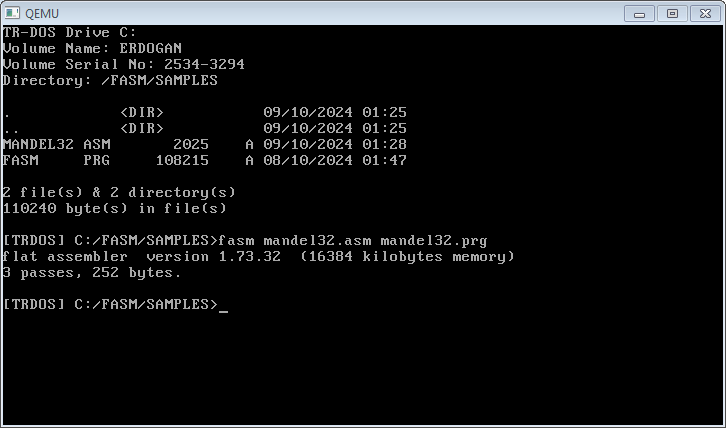 QEMU
TR-DOS Drive C:
Volume Name: ERDOGAN
Volume Serial No: 2534-3294
Directory: /FASM/SAMPLES
.            <DIR>           09/10/2024 01:25
..           <DIR>           09/10/2024 01:25
MANDEL32 ASM       2025    A 09/10/2024 01:28
FASM     PRG     108215    A 08/10/2024 01:47
2 file(s) & 2 directory(s)
110240 byte(s) in file(s)
[TRDOS] C:/FASM/SAMPLES>fasm mandel32.asm mandel32.prg
flat assembler  version 1.73.32  (16384 kilobytes memory)
3 passes, 252 bytes.
[TRDOS] C:/FASM/SAMPLES>_